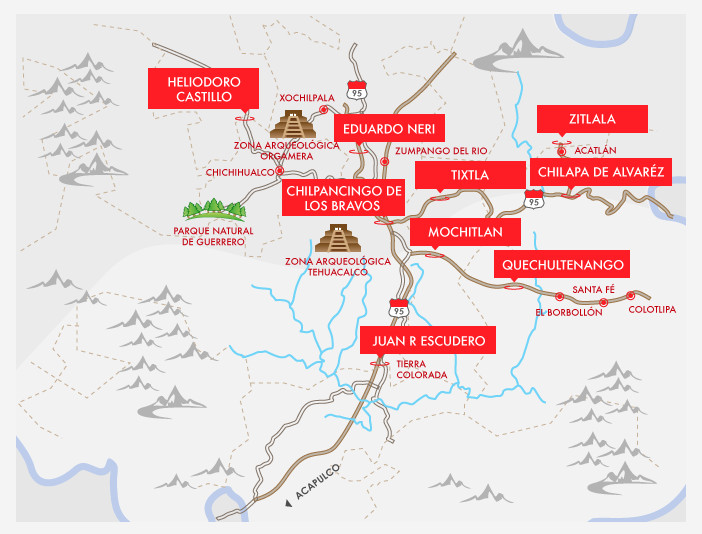 HELIODORO
CASTILLO
XOCHILPALA
95
ZONA ARQUEOLÓGICA
ORGAMERA
EDUARDO NERI
ZUMPANGO DEL RIO
ZITLALA
ACATLÁN
CHICHIHUALCO
CHILPANCINGO DE
LOS BRAVOS
TIXTLA
CHILAPA DE ALVARÉZ
95
PARQUE NATURAL
DE GUERRERO
ZONA ARQUEOLÓGICA
TEHUACALCO
MOCHITLAN
QUECHULTENANGO
SANTA FÉ
EL BORBOLLÓN
COLOTLIPA
95
JUAN R ESCUDERO
TIERRA
COLORADA
ACAPULCO